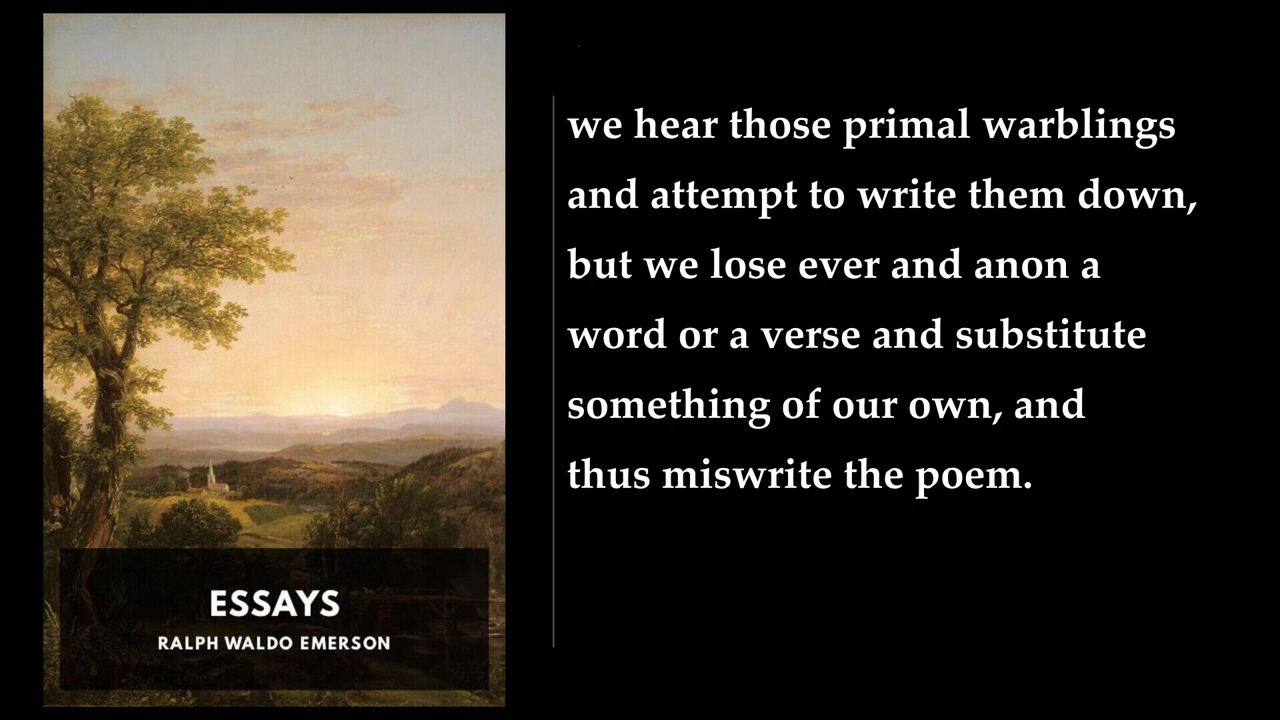 ESSAYS
RALPH WALDO EMERSON
we hear those primal warblings
and attempt to write them down,
but we lose ever and anon a
word or a verse and substitute
something of our own, and
thus miswrite the poem.